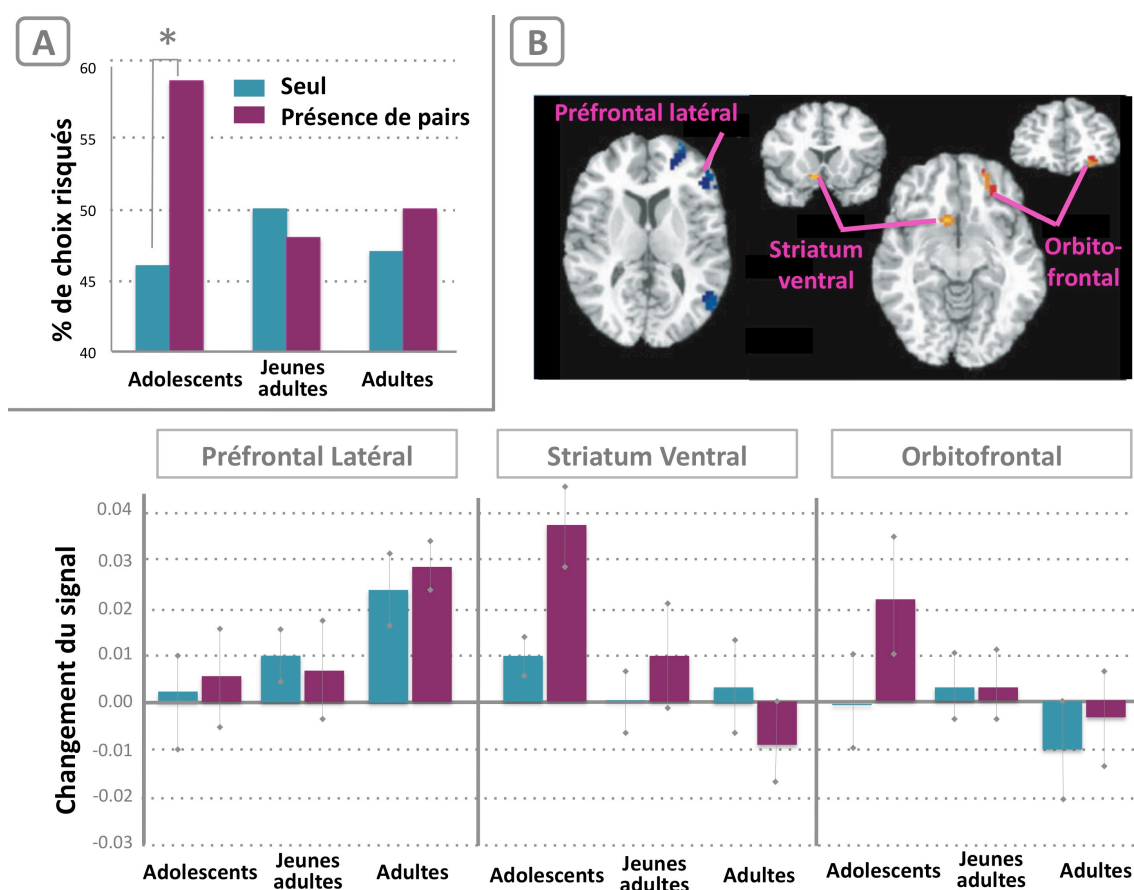 A
*
60
55
50
45
40
% de choix risqués
Seul
Présence de pairs
Adolescents
Jeunes
adultes
Adultes
B
Préfrontal latéral
Striatum
ventral
Orbito-
frontal
Préfrontal Latéral
Striatum Ventral
Orbitofrontal
Changement du signal
0.04
0.03
0.02
0.01
0.00
-0.01
-0.02
-0.03
Adolescents
Jeunes
adultes
Adultes
Adolescents
Jeunes
adultes
Adultes
Adolescents
Jeunes
adultes
Adultes